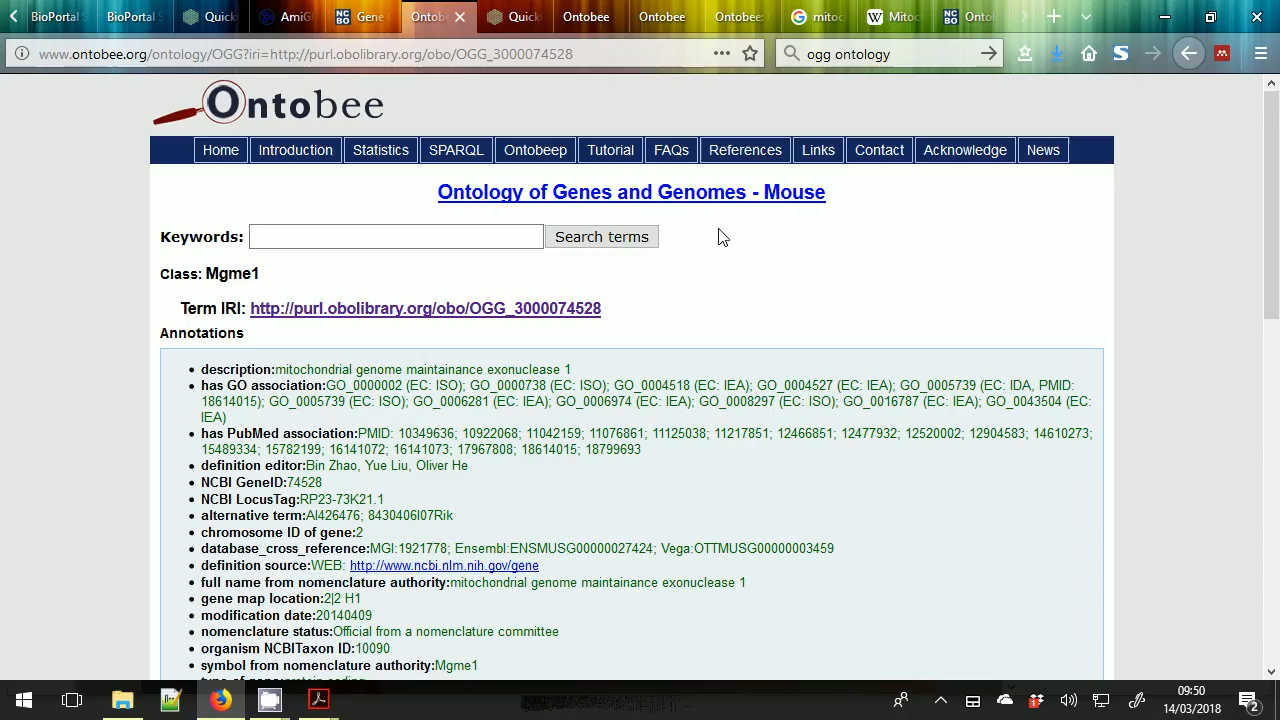 BioPortal
BioPortal
Quick
AmiG
Gene
Ontob
Quick
Ontobee
Ontobee
Ontobee:
mitoc
Mitoc
Ontol
www.ontobee.org/ontology/OGG?iri=http://purl.obolibrary.org/obo/OGG_3000074528
ogg ontology
Ontobee
Home Introduction Statistics SPARQL Ontobeep Tutorial FAQs References Links Contact Acknowledge News
Ontology of Genes and Genomes - Mouse
Keywords: Search terms
Class: Mgme1
Term IRI: http://purl.obolibrary.org/obo/OGG_3000074528
Annotations
description:mitochondrial genome maintainance exonuclease 1
has GO association:GO_0000002 (EC: ISO); GO_0000738 (EC: ISO); GO_0004518 (EC: IEA); GO_0004527 (EC: IEA); GO_0005739 (EC: IDA, PMID:
18614015); GO_0005739 (EC: ISO); GO_0006281 (EC: IEA); GO_0006974 (EC: IEA); GO_0008297 (EC: ISO); GO_0016787 (EC: IEA); GO_0043504 (EC:
IEA)
has PubMed association:PMID: 10349636; 10922068; 11042159; 11076861; 11125038; 11217851; 12466851; 12477932; 12520002; 12904583; 14610273;
15489334; 15782199; 16141072; 16141073; 17967808; 18614015; 18799693
definition editor:Bin Zhao, Yue Liu, Oliver He
NCBI GeneID:74528
NCBI LocusTag:RP23-73K21.1
alternative term:AI426476; 8430406I07Rik
chromosome ID of gene:2
database_cross_reference:MGI:1921778; Ensembl:ENSMUSG00000027424; Vega:OTTMUSG00000003459
definition source:WEB: http://www.ncbi.nlm.nih.gov/gene
full name from nomenclature authority:mitochondrial genome maintainance exonuclease 1
gene map location:2|2 H1
modification date:20140409
nomenclature status:Official from a nomenclature committee
organism NCBITaxon ID:10090
symbol from nomenclature authority:Mgme1
type of gene:protein coding
09:50
14/03/2018
2